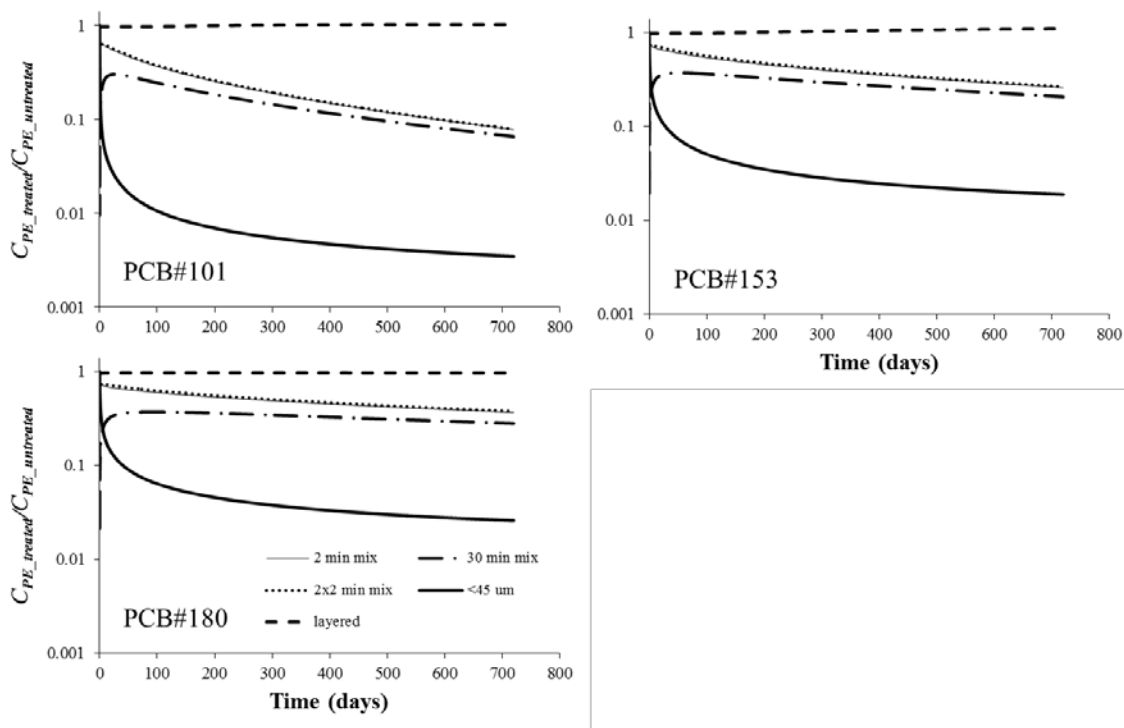 C_PE_treated/C_PE_untreated
1
0.1
0.01
0.001
PCB#101
0 100 200 300 400 500 600 700 800
1
0.1
0.01
0.001
PCB#153
0 100 200 300 400 500 600 700 800
Time (days)
C_PE_treated/C_PE_untreated
1
0.1
0.01
0.001
2 min mix 30 min mix
2x2 min mix <45 um
layered
PCB#180
0 100 200 300 400 500 600 700 800
Time (days)